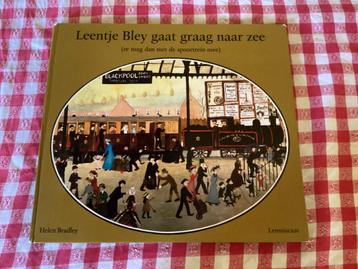 Leentje Bley gaat graag naar zee
(ze mag dan met de spoortrein mee)
BLACKPOOL
Helen Bradley
Lemniscaat